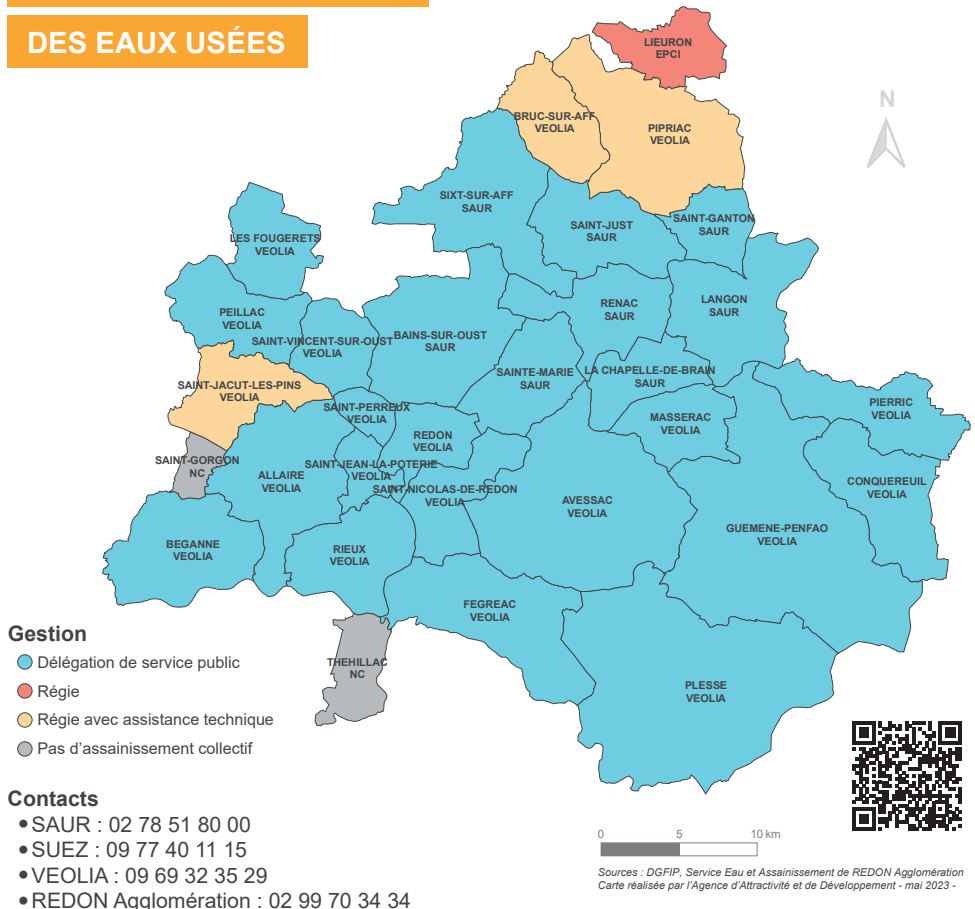 DES EAUX USÉES
LIEURON
EPCI
N
BRUC-SUR-AFF
VEOLIA
PIPRIAC
VEOLIA
SIXT-SUR-AFF
SAUR
SAINT-JUST
SAUR
SAINT-GANTON
SAUR
LES FOUGERETS
VEOLIA
PEILLAC
VEOLIA
SAINT-VINCENT-SUR-OUST
VEOLIA
BAINS-SUR-OUST
SAUR
RENAC
SAUR
LANGON
SAUR
SAINT-JACUT-LES-PINS
VEOLIA
SAINTE-MARIE
SAUR
LA CHAPELLE-DE-BRAIN
SAUR
SAINT-PERREUX
VEOLIA
MASSERAC
VEOLIA
PIERRIC
VEOLIA
REDON
VEOLIA
SAINT-GORGON
NC
ALLAIRE
VEOLIA
SAINT-JEAN-LA-POTERIE
VEOLIA
SAINT-NICOLAS-DE-REDON
VEOLIA
AVESSAC
VEOLIA
CONQUEREUIL
VEOLIA
GUEMENE-PENFAO
VEOLIA
BEGANNE
VEOLIA
RIEUX
VEOLIA
FEGREAC
VEOLIA
THEHILLAC
NC
PLESSE
VEOLIA
Gestion
Délégation de service public
Régie
Régie avec assistance technique
Pas d'assainissement collectif
Contacts
• SAUR : 02 78 51 80 00
• SUEZ : 09 77 40 11 15
• VEOLIA : 09 69 32 35 29
• REDON Agglomération : 02 99 70 34 34
0 5 10 km
Sources : DGFIP, Service Eau et Assainissement de REDON Agglomération
Carte réalisée par l'Agence d'Attractivité et de Développement - mai 2023 -